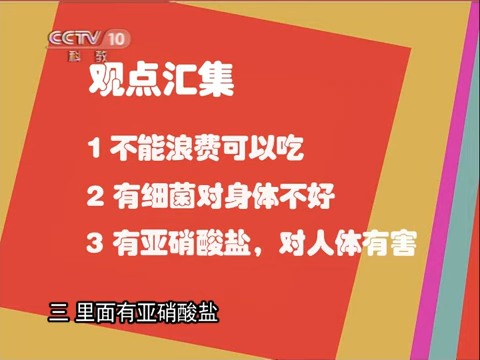 CCTV 10
科教
观点汇集
1 不能浪费可以吃
2 有细菌对身体不好
3 有亚硝酸盐，对人体有害
三 里面有亚硝酸盐